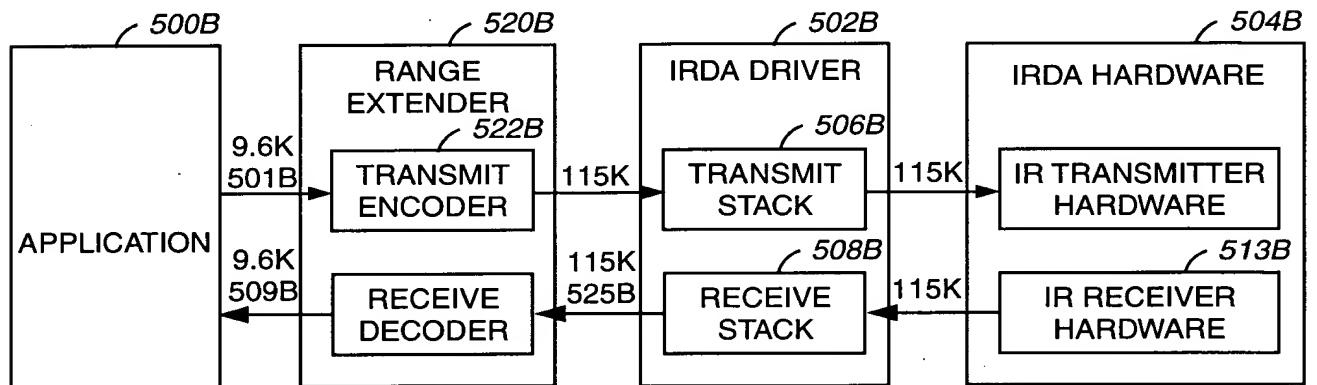 500B
520B
502B
504B
RANGE
EXTENDER
IRDA DRIVER
IRDA HARDWARE
522B
506B
9.6K
501B
TRANSMIT
ENCODER
115K
TRANSMIT
STACK
115K
IR TRANSMITTER
HARDWARE
APPLICATION
508B
513B
9.6K
509B
RECEIVE
DECODER
115K
525B
RECEIVE
STACK
115K
IR RECEIVER
HARDWARE